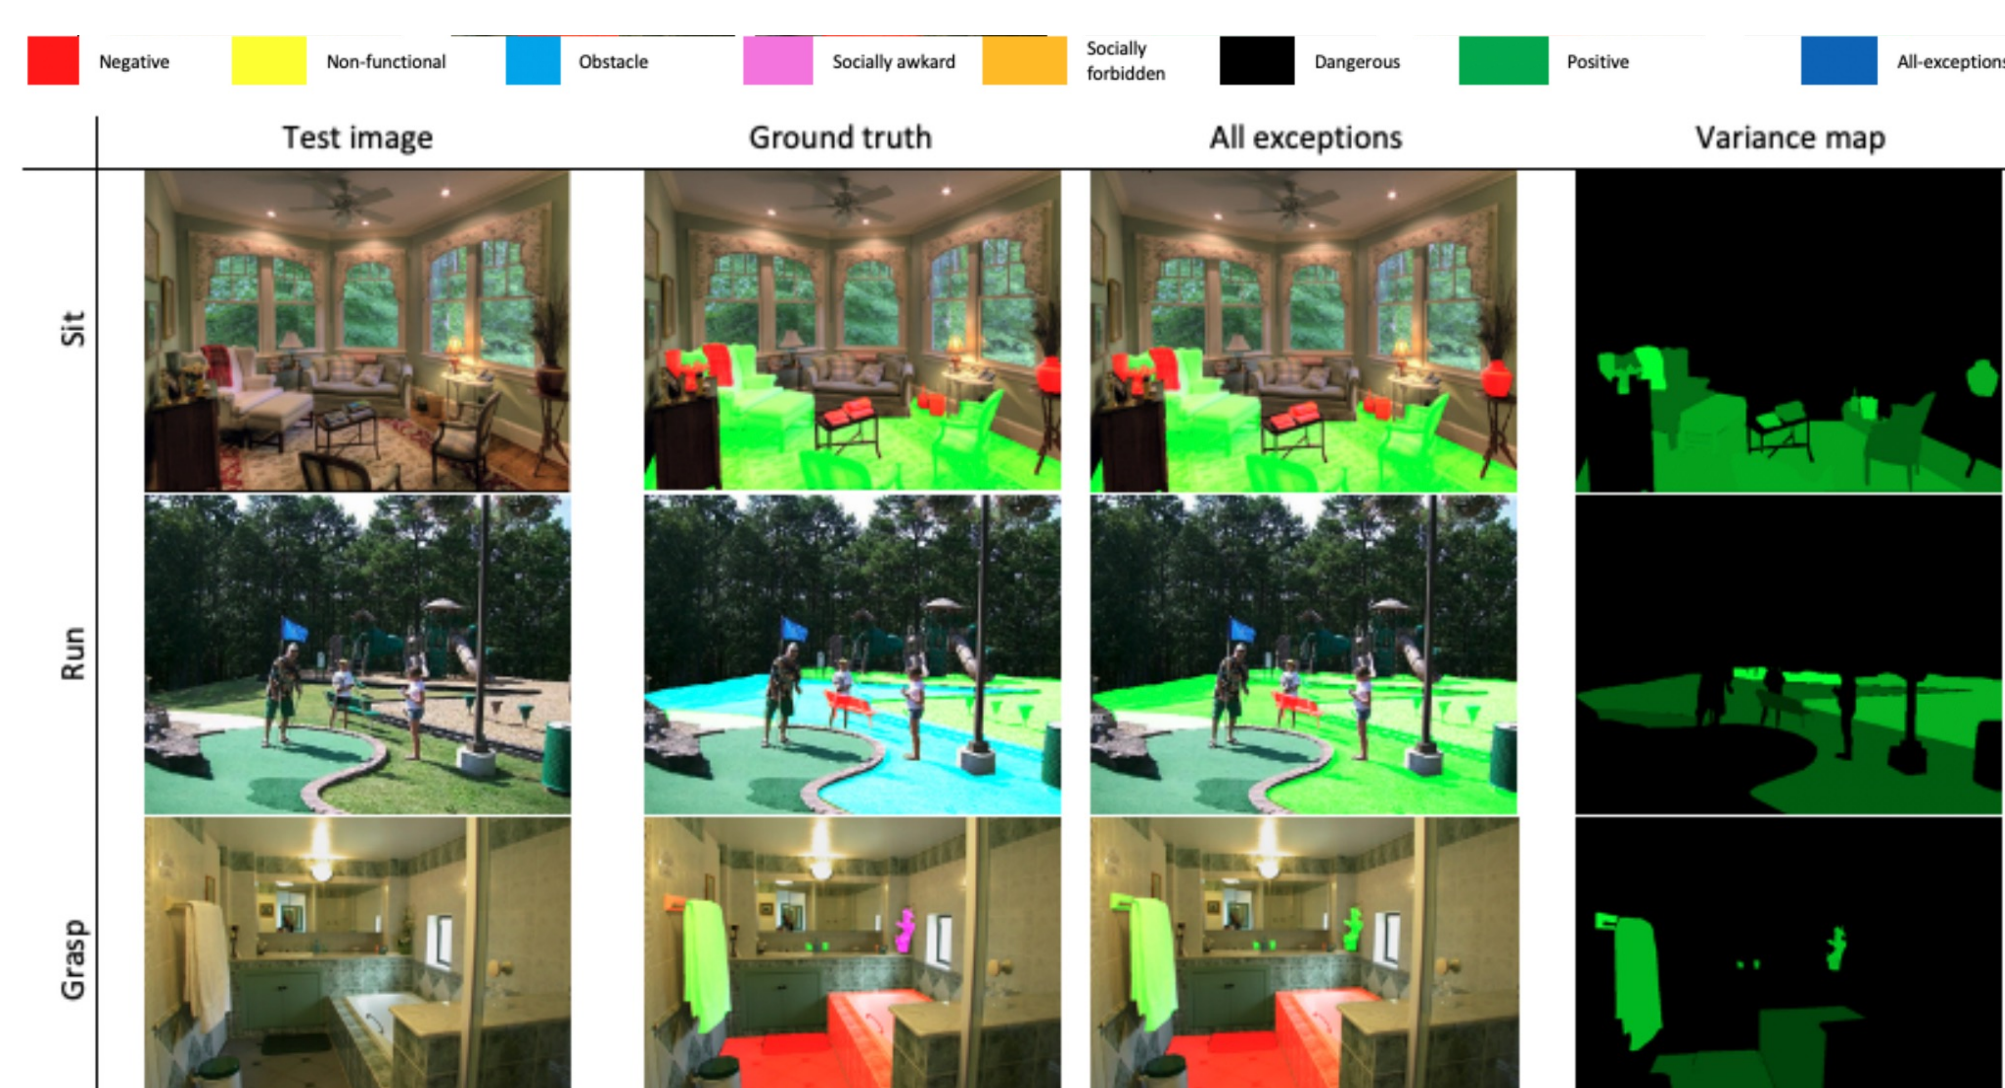 Negative
Non-functional
Obstacle
Socially awkard
Socially
forbidden
Dangerous
Positive
All-exceptions
Test image
Ground truth
All exceptions
Variance map
Sit
Run
Grasp